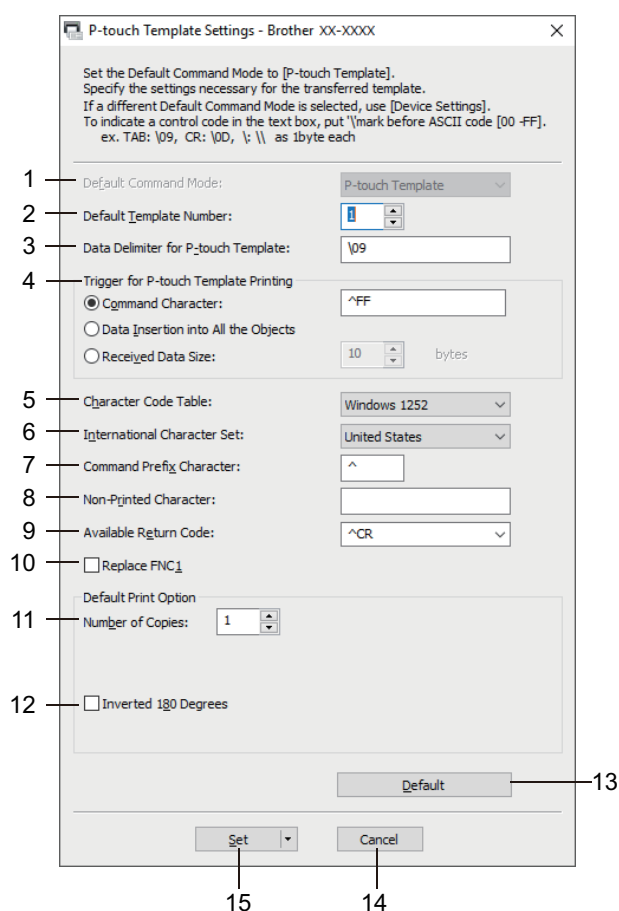 P-touch Template Settings - Brother XX-XXXX
Set the Default Command Mode to [P-touch Template].
Specify the settings necessary for the transferred template.
If a different Default Command Mode is selected, use [Device Settings].
To indicate a control code in the text box, put '\'mark before ASCII code [00 -FF].
ex. TAB: \09, CR: \0D, \: \\ as 1byte each
1 Default Command Mode: P-touch Template
2 Default Template Number: 1
3 Data Delimiter for P-touch Template: \09
4 Trigger for P-touch Template Printing
Command Character: ^FF
Data Insertion into All the Objects
Received Data Size: 10 bytes
5 Character Code Table: Windows 1252
6 International Character Set: United States
7 Command Prefix Character: ^
8 Non-Printed Character:
9 Available Return Code: ^CR
10 Replace FNC1
Default Print Option
11 Number of Copies: 1
12 Inverted 180 Degrees
Default 13
Set Cancel
15 14